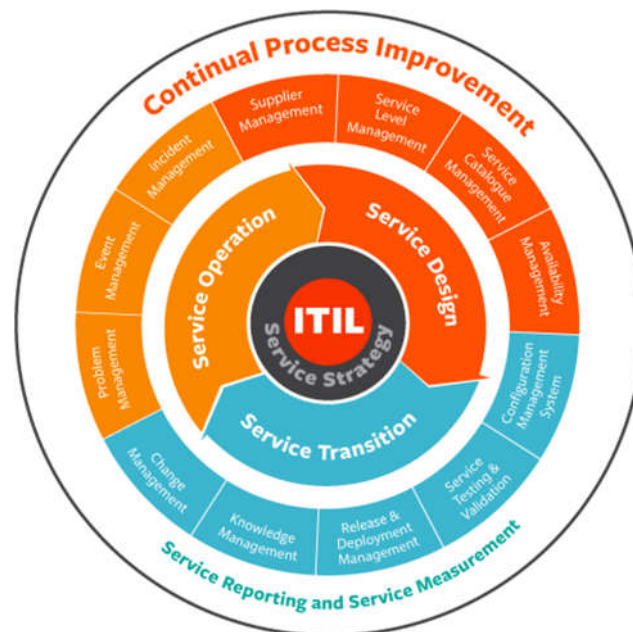 Continual Process Improvement
Supplier
Management
Service
Level
Management
Service
Catalogue
Management
Availability
Management
Configuration
Management
System
Service
Testing &
Validation
Release &
Deployment
Management
Knowledge
Management
Change
Management
Problem
Management
Event
Management
Incident
Management
Service Operation
Service Design
Service Transition
ITIL
Service Strategy
Service Reporting and Service Measurement